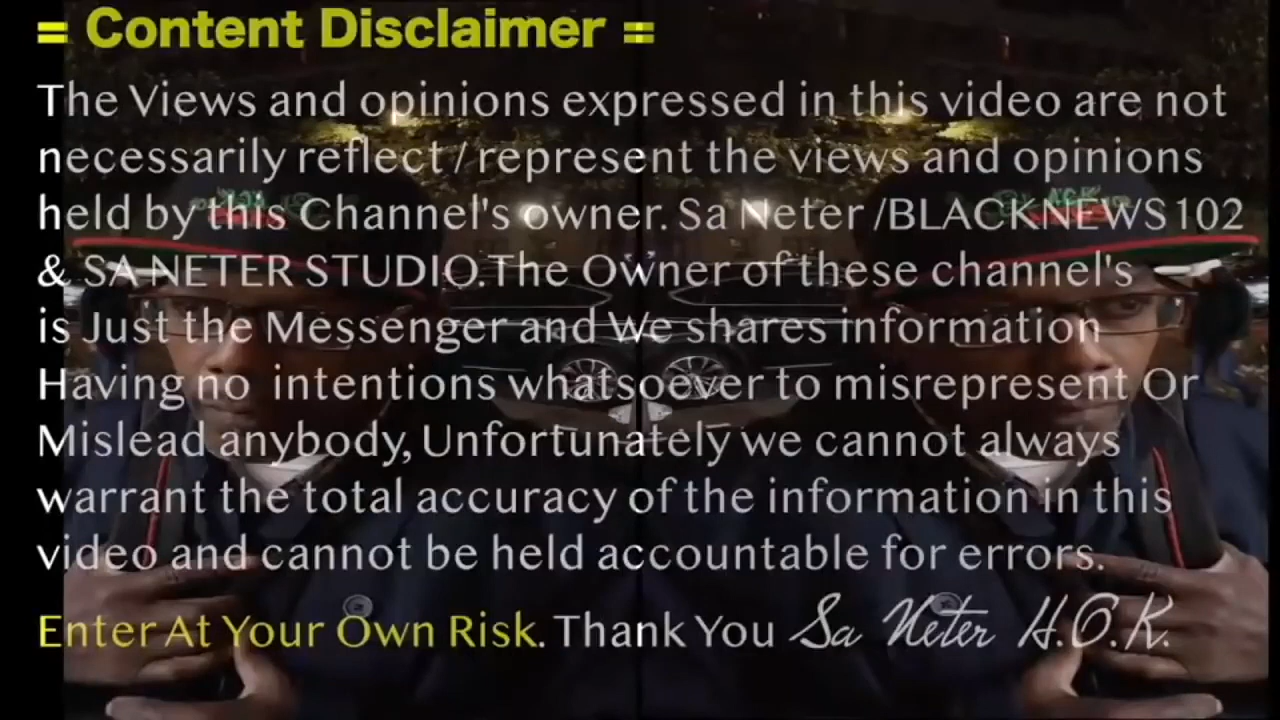 = Content Disclaimer =
The Views and opinions expressed in this video are not
necessarily reflect / represent the views and opinions
held by this Channel's owner. Sa Neter /BLACKNEWS102
& SA NETER STUDIO.The Owner of these channel's
is Just the Messenger and We shares information
Having no intentions whatsoever to misrepresent Or
Mislead anybody, Unfortunately we cannot always
warrant the total accuracy of the information in this
video and cannot be held accountable for errors.
Enter At Your Own Risk. Thank You Sa Neter H.O.K.